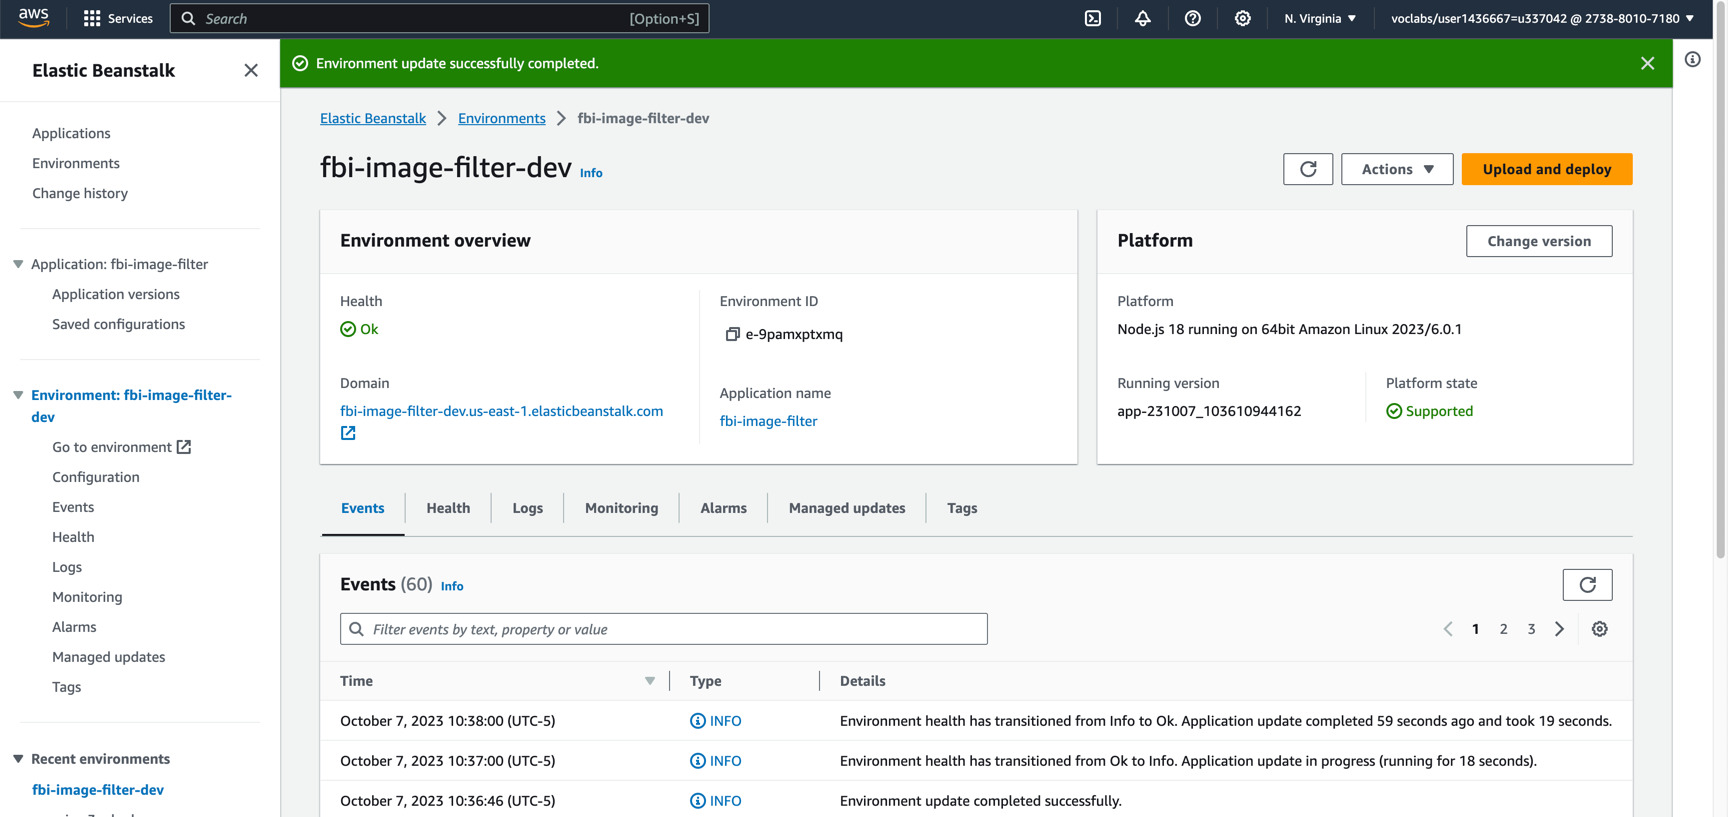 aws
Services
Search [Option+S]
N. Virginia
voclabs/user1436667=u337042 @ 2738-8010-7180
Elastic Beanstalk
Applications
Environments
Change history
Application: fbi-image-filter
Application versions
Saved configurations
Environment: fbi-image-filter-
dev
Go to environment
Configuration
Events
Health
Logs
Monitoring
Alarms
Managed updates
Tags
Recent environments
fbi-image-filter-dev
Environment update successfully completed.
Elastic Beanstalk
Environments
fbi-image-filter-dev
fbi-image-filter-dev Info
Actions
Upload and deploy
Environment overview
Health
Ok
Environment ID
e-9pamxptxmq
Domain
fbi-image-filter-dev.us-east-1.elasticbeanstalk.com
Application name
fbi-image-filter
Platform
Change version
Platform
Node.js 18 running on 64bit Amazon Linux 2023/6.0.1
Running version
app-231007_103610944162
Platform state
Supported
Events
Health
Logs
Monitoring
Alarms
Managed updates
Tags
Events (60) Info
Filter events by text, property or value
1 2 3
Time Type Details
October 7, 2023 10:38:00 (UTC-5) INFO Environment health has transitioned from Info to Ok. Application update completed 59 seconds ago and took 19 seconds.
October 7, 2023 10:37:00 (UTC-5) INFO Environment health has transitioned from Ok to Info. Application update in progress (running for 18 seconds).
October 7, 2023 10:36:46 (UTC-5) INFO Environment update completed successfully.